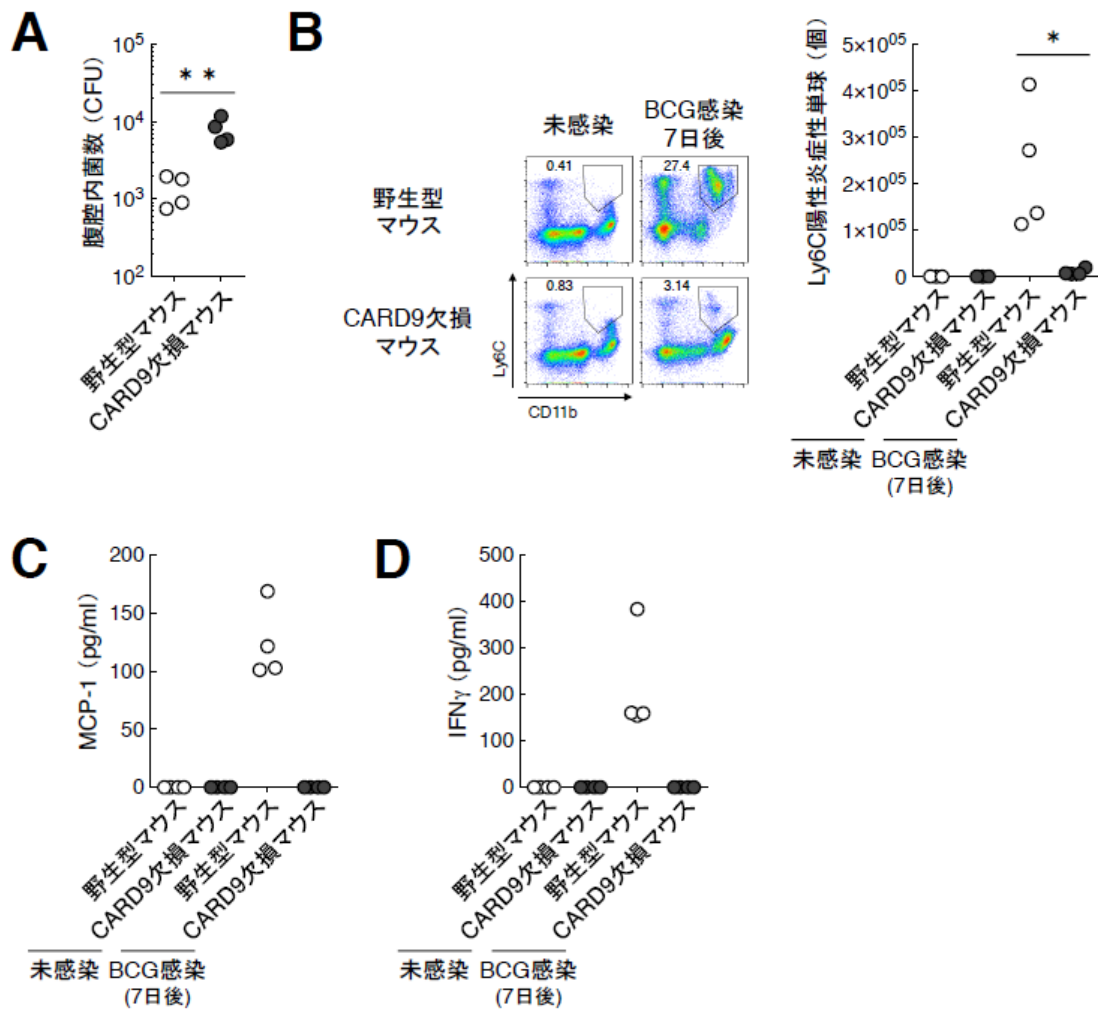 A
腹腔内菌数 (CFU)
10⁵
10⁴
10³
10²
＊＊
野生型マウス
CARD9欠損マウス
B
未感染
BCG感染
7日後
野生型
マウス
CARD9欠損
マウス
0.41
27.4
0.83
3.14
Ly6C
CD11b
Ly6C陽性炎症性単球 (個)
5×10⁰⁵
4×10⁰⁵
3×10⁰⁵
2×10⁰⁵
1×10⁰⁵
0
＊
野生型マウス
CARD9欠損マウス
野生型マウス
CARD9欠損マウス
未感染
BCG感染
(7日後)
C
MCP-1 (pg/ml)
200
150
100
50
0
野生型マウス
CARD9欠損マウス
野生型マウス
CARD9欠損マウス
未感染
BCG感染
(7日後)
D
IFNγ (pg/ml)
500
400
300
200
100
0
野生型マウス
CARD9欠損マウス
野生型マウス
CARD9欠損マウス
未感染
BCG感染
(7日後)